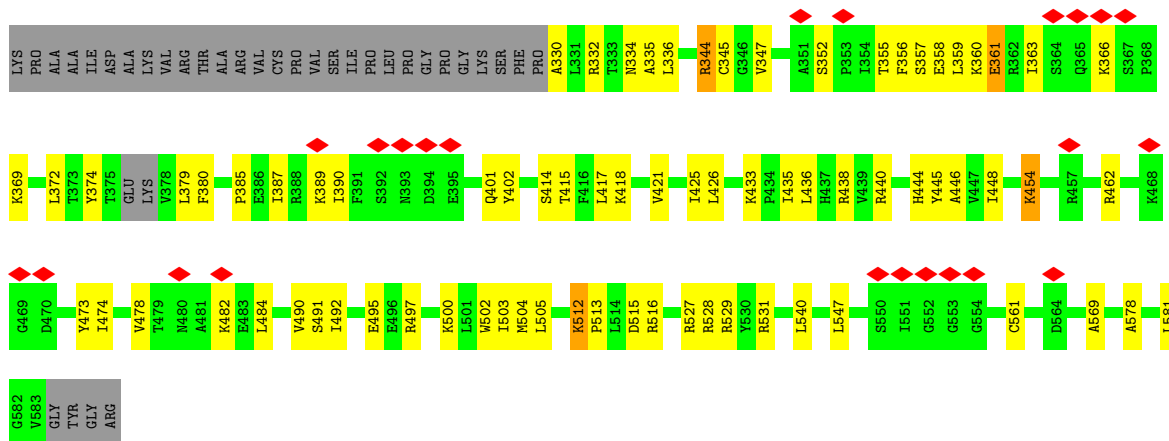 LYS PRO ALA ALA ILE ASP ALA LYS VAL ARG THR ALA ARG VAL CYS PRO VAL SER ILE PRO LEU PRO GLY PRO GLY LYS SER PHE PRO A330 L331 R332 T333 N334 A335 L336 R344 C345 G346 V347 A351 S352 P353 I354 T355 F356 S357 E358 L359 K360 E361 R362 I363 S364 Q365 K366 S367 P368
K369 L372 T373 Y374 T375 GLU LYS V378 L379 F380 P385 E386 I387 R388 K389 I390 F391 S392 N393 D394 E395 Q401 Y402 S414 T415 F416 L417 K418 V421 I425 L426 K433 P434 I435 L436 H437 R438 V439 R440 H444 Y445 A446 V447 I448 K454 R457 R462 K468
G469 D470 Y473 I474 V478 T479 N480 A481 K482 E483 L484 V490 S491 I492 E495 E496 R497 K500 L501 W502 I503 M504 L505 K512 P513 L514 D515 R516 R527 R528 R529 Y530 R531 L540 L547 S550 I551 G552 G553 G554 C561 D564 A569 A578 L581
G582 V583 GLY TYR GLY ARG